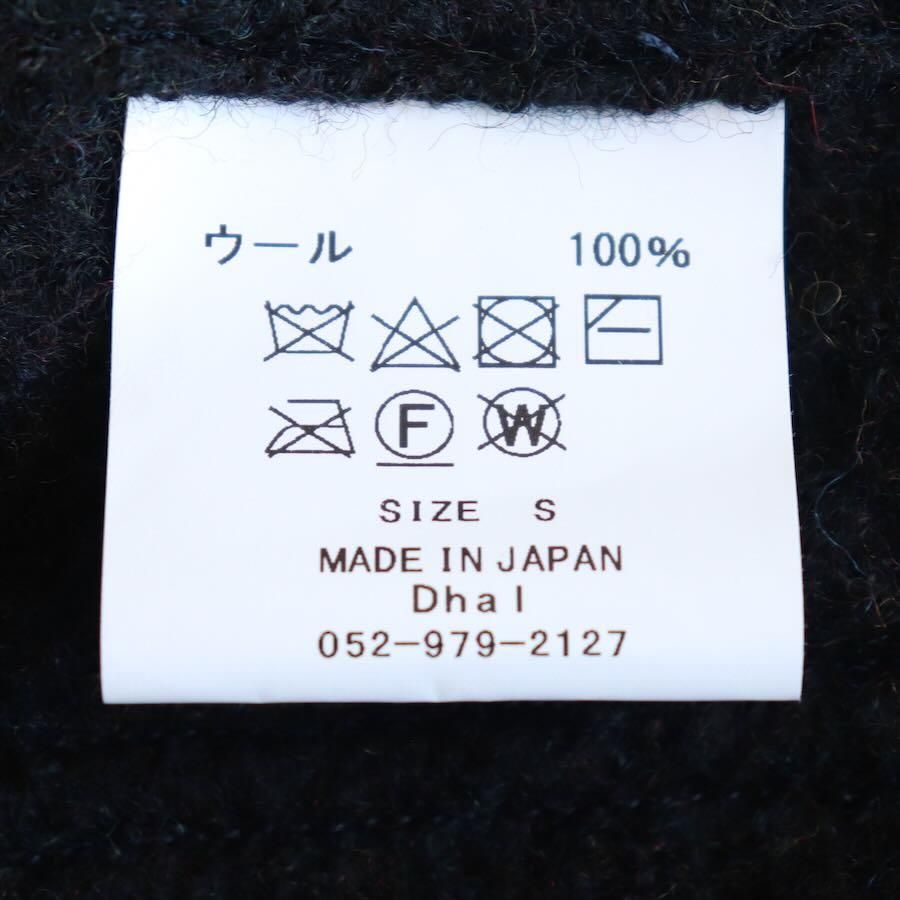 ウール 100%
F W
SIZE S
MADE IN JAPAN
Dhal
052-979-2127